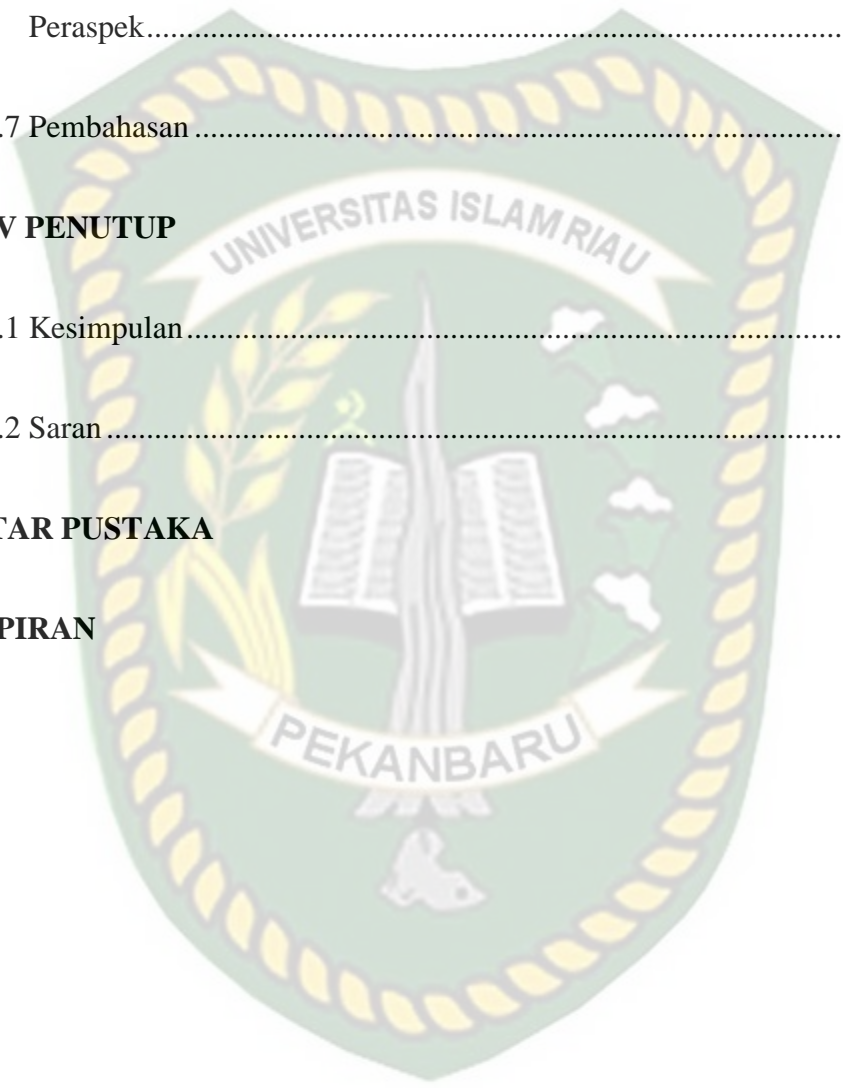 Peraspek..........................................................................................
.7 Pembahasan...................................................................................
V PENUTUP
UNIVERSITAS ISLAM RIAU
.1 Kesimpulan....................................................................................
.2 Saran..............................................................................................
TAR PUSTAKA
PIRAN
PEKANBARU